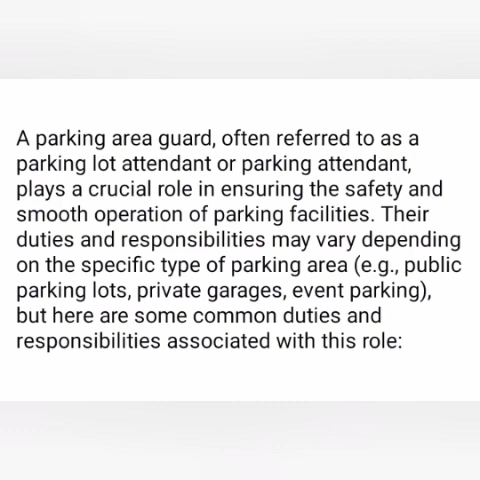 A parking area guard, often referred to as a
parking lot attendant or parking attendant,
plays a crucial role in ensuring the safety and
smooth operation of parking facilities. Their
duties and responsibilities may vary depending
on the specific type of parking area (e.g., public
parking lots, private garages, event parking),
but here are some common duties and
responsibilities associated with this role: